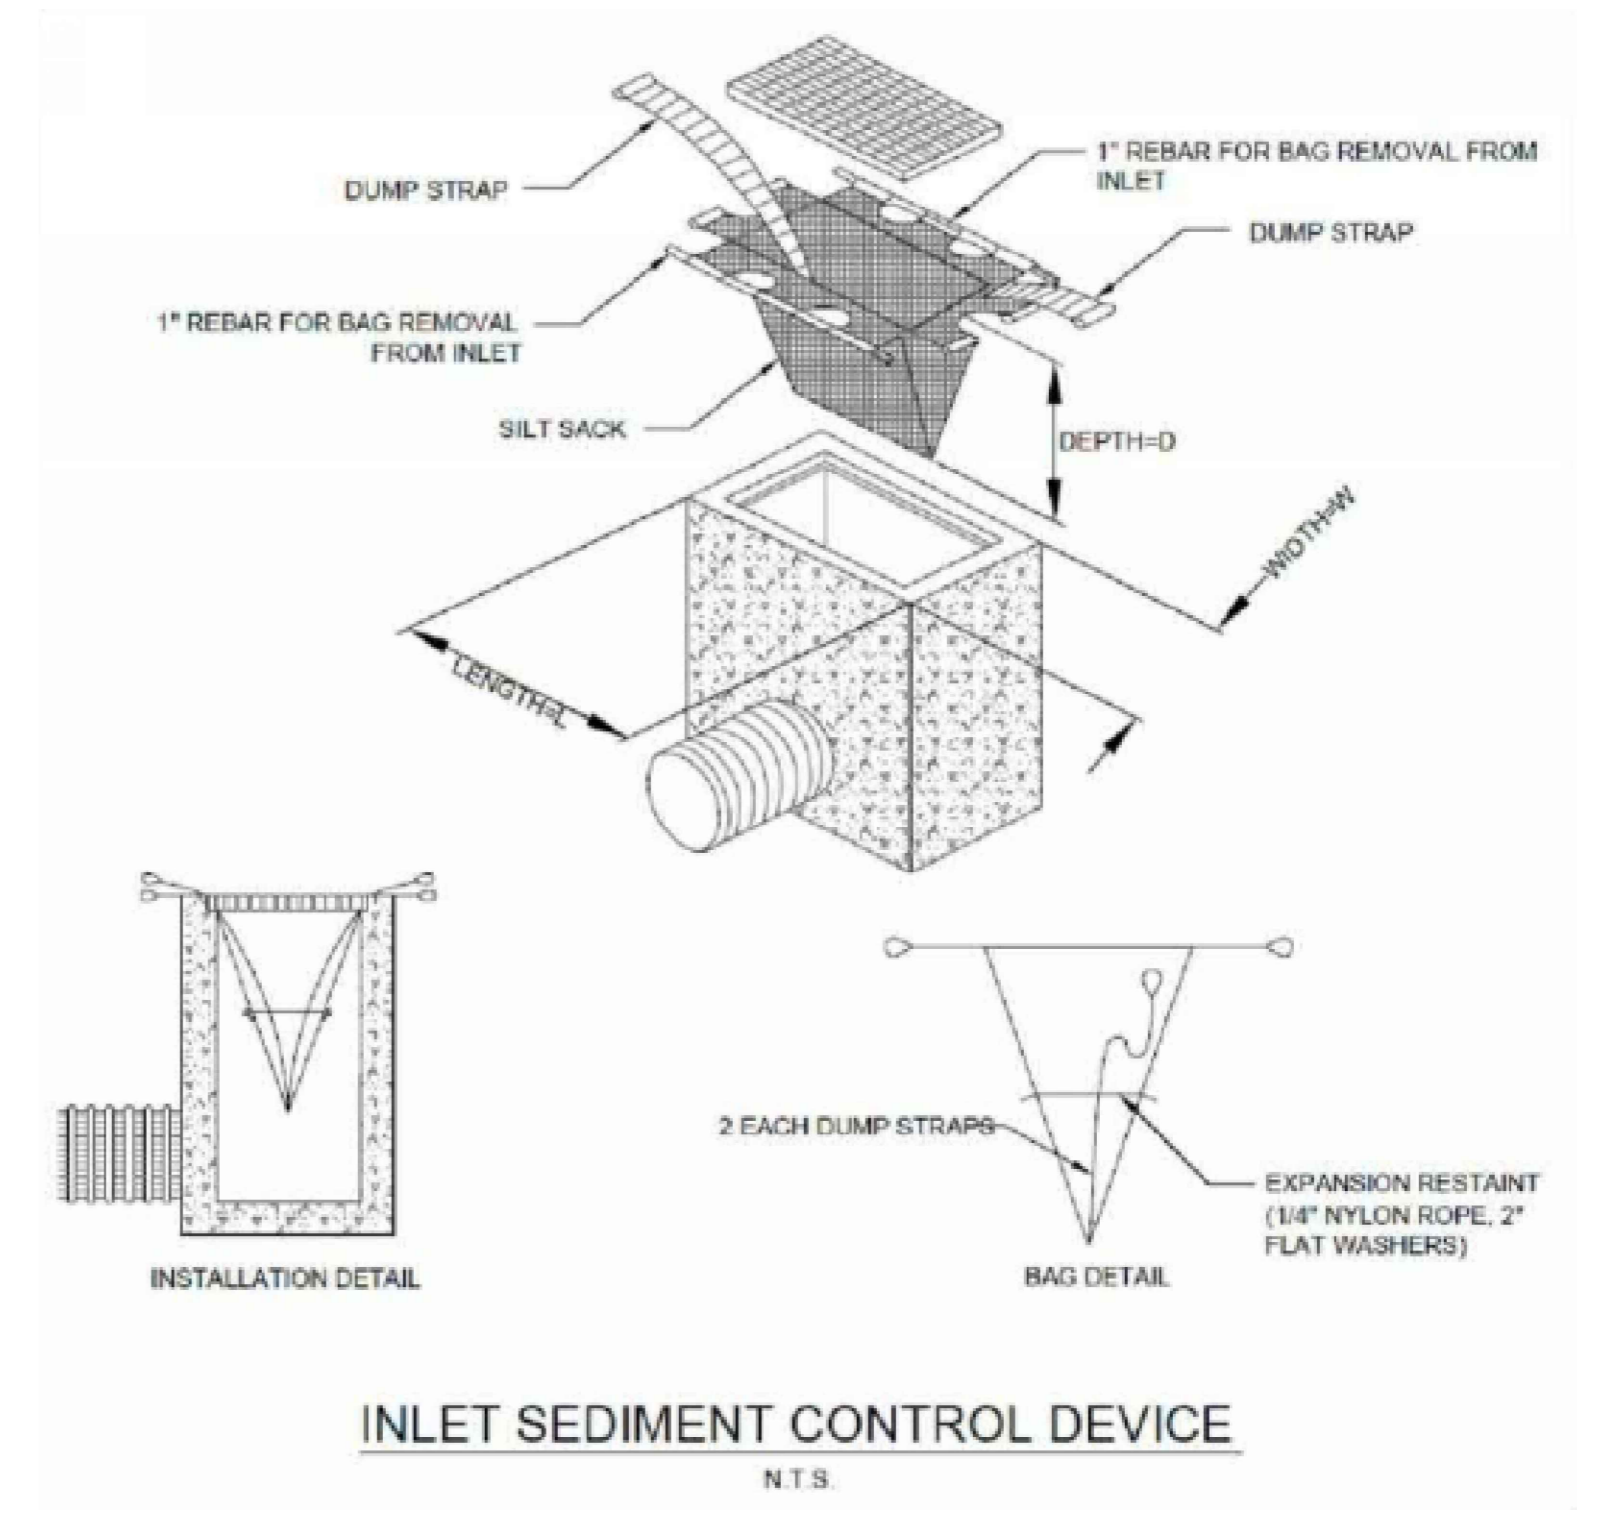 1" REBAR FOR BAG REMOVAL FROM
INLET
DUMP STRAP
DUMP STRAP
1" REBAR FOR BAG REMOVAL
FROM INLET
SILT SACK
DEPTH=D
WIDTH=W
LENGTH=L
2 EACH DUMP STRAPS
EXPANSION RESTAINT
(1/4" NYLON ROPE, 2"
FLAT WASHERS)
INSTALLATION DETAIL
BAG DETAIL
INLET SEDIMENT CONTROL DEVICE
N.T.S.